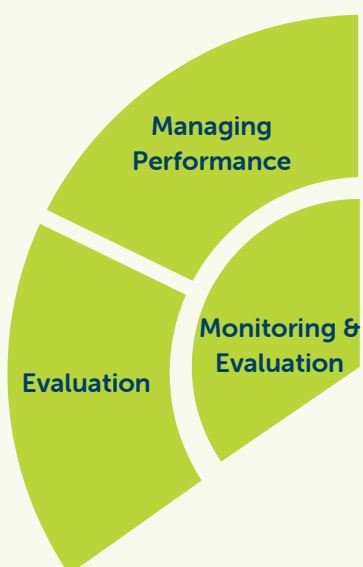 Managing
Performance
Monitoring &
Evaluation
Evaluation